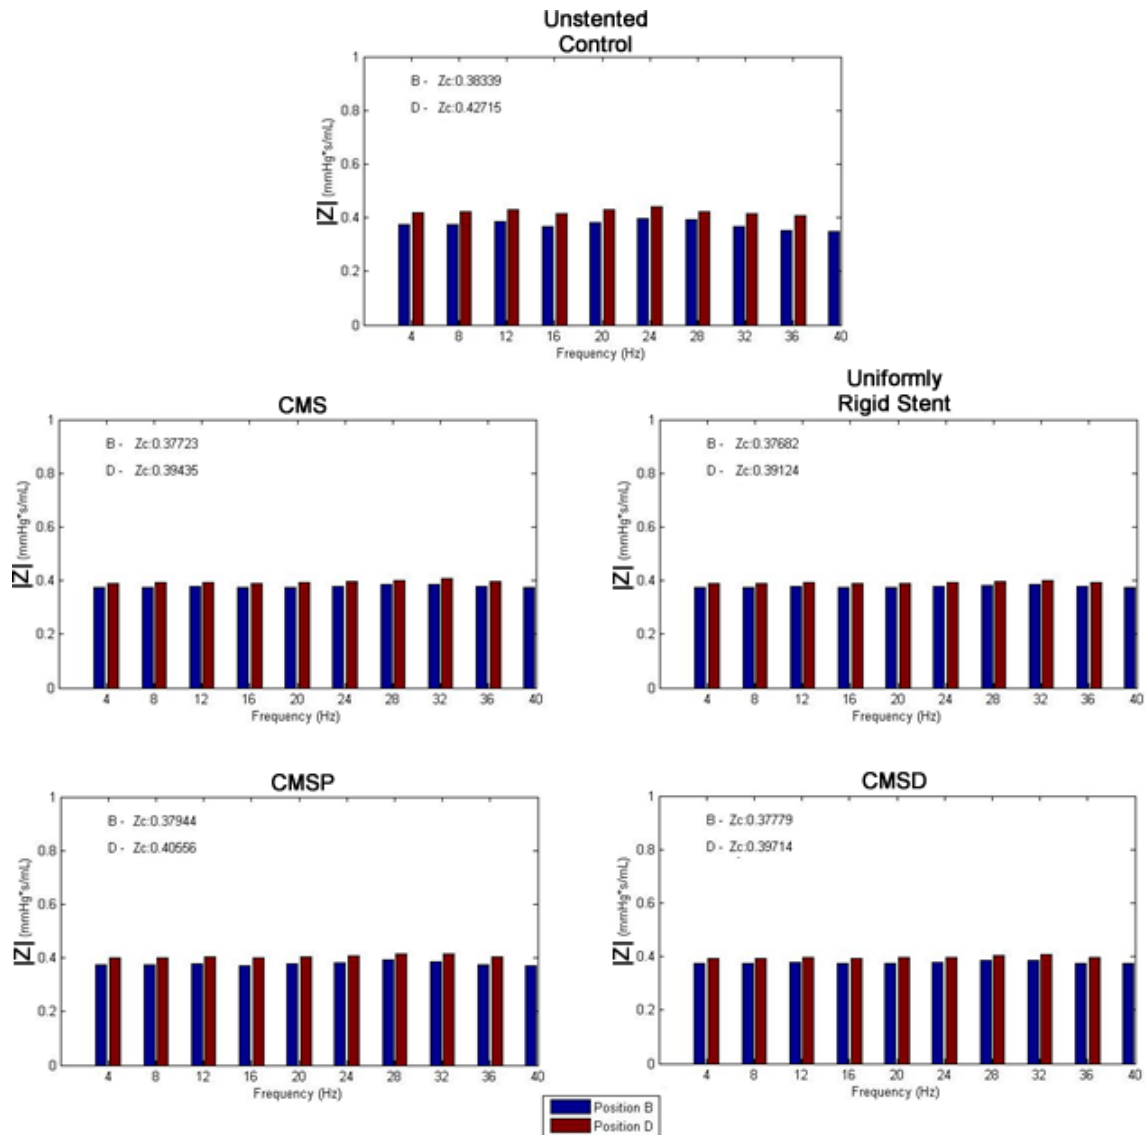 Unstented
Control
1
0.8
0.6
0.4
0.2
0
|Z| (mmHg*s/mL)
B - Zc:0.38339
D - Zc:0.42715
4 8 12 16 20 24 28 32 36 40
Frequency (Hz)
CMS
1
0.8
0.6
0.4
0.2
0
|Z| (mmHg*s/mL)
B - Zc:0.37723
D - Zc:0.39435
4 8 12 16 20 24 28 32 36 40
Frequency (Hz)
Uniformly
Rigid Stent
1
0.8
0.6
0.4
0.2
0
|Z| (mmHg*s/mL)
B - Zc:0.37682
D - Zc:0.39124
4 8 12 16 20 24 28 32 36 40
Frequency (Hz)
CMSP
1
0.8
0.6
0.4
0.2
0
|Z| (mmHg*s/mL)
B - Zc:0.37944
D - Zc:0.40556
4 8 12 16 20 24 28 32 36 40
Frequency (Hz)
CMSD
1
0.8
0.6
0.4
0.2
0
|Z| (mmHg*s/mL)
B - Zc:0.37779
D - Zc:0.39714
4 8 12 16 20 24 28 32 36 40
Frequency (Hz)
Position B
Position D